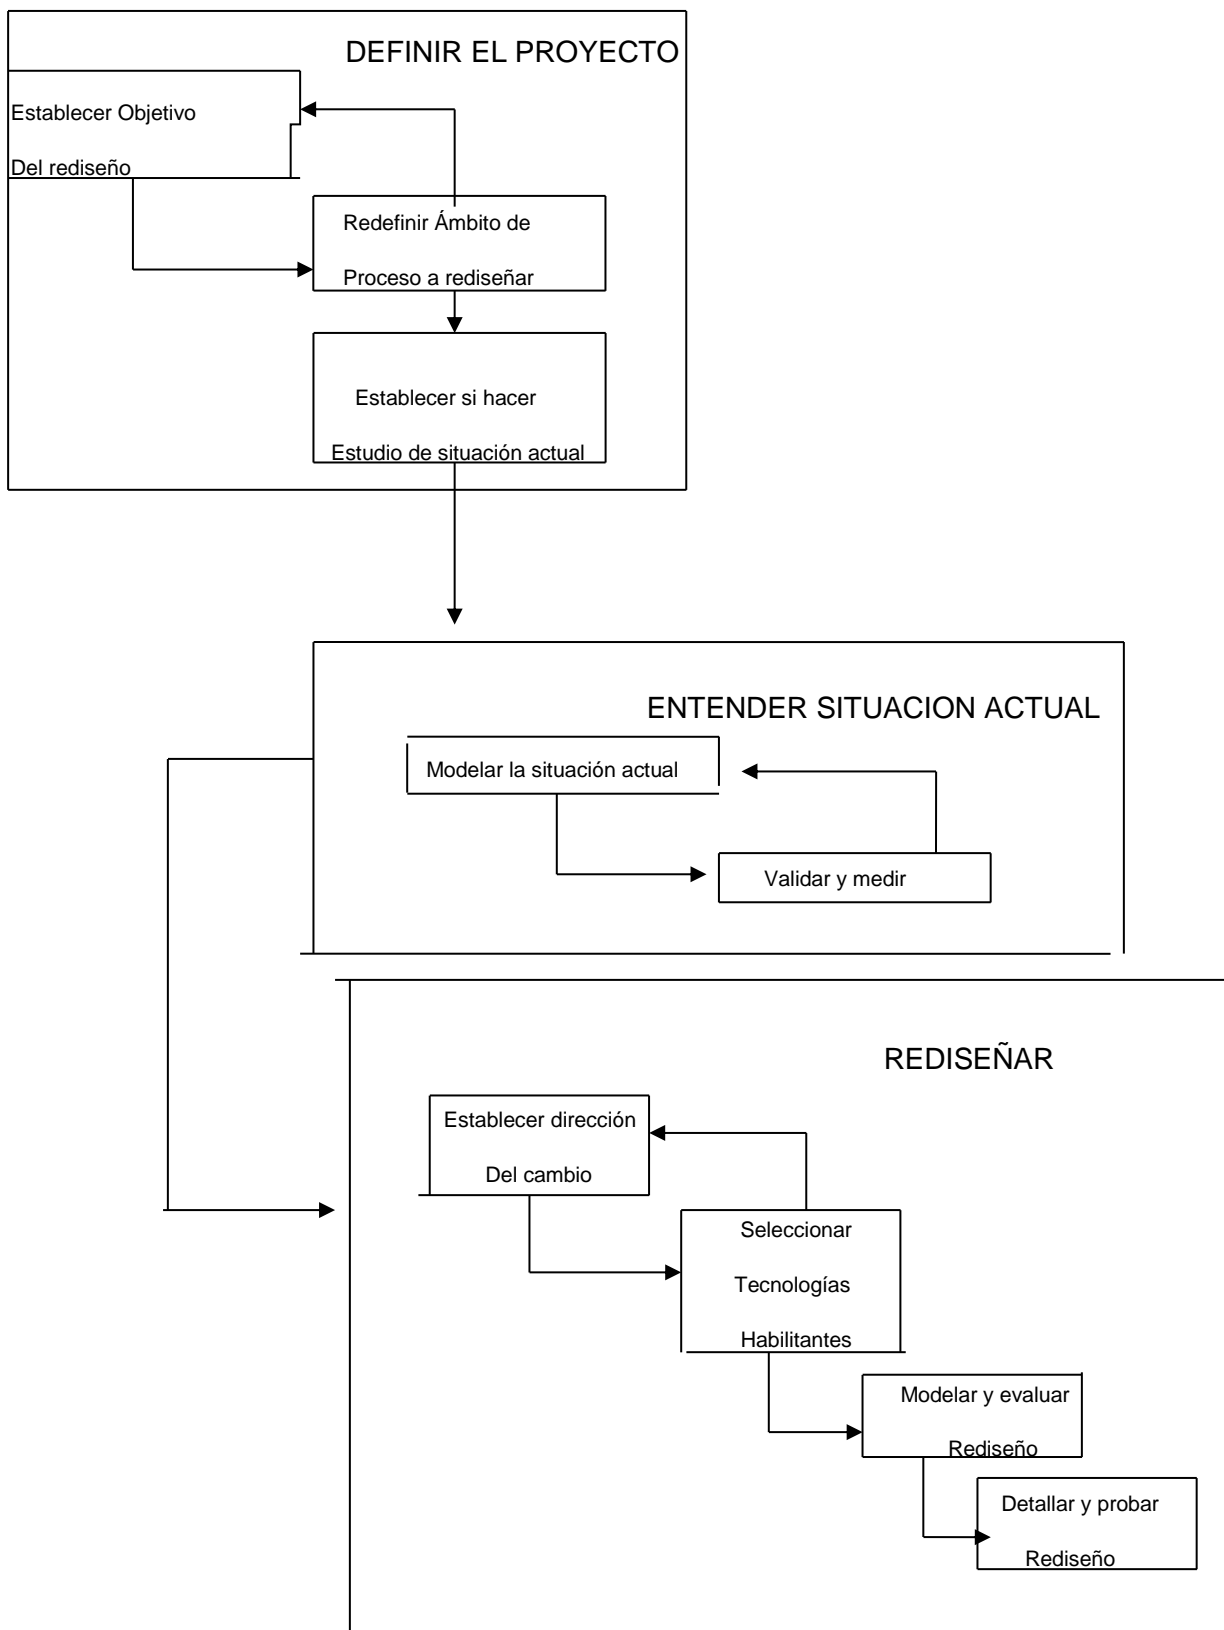 DEFINIR EL PROYECTO
Establecer Objetivo
Del rediseño
Redefinir Ámbito de
Proceso a rediseñar
Establecer si hacer
Estudio de situación actual
ENTENDER SITUACION ACTUAL
Modelar la situación actual
Validar y medir
REDISEÑAR
Establecer dirección
Del cambio
Seleccionar
Tecnologías
Habilitantes
Modelar y evaluar
Rediseño
Detallar y probar
Rediseño